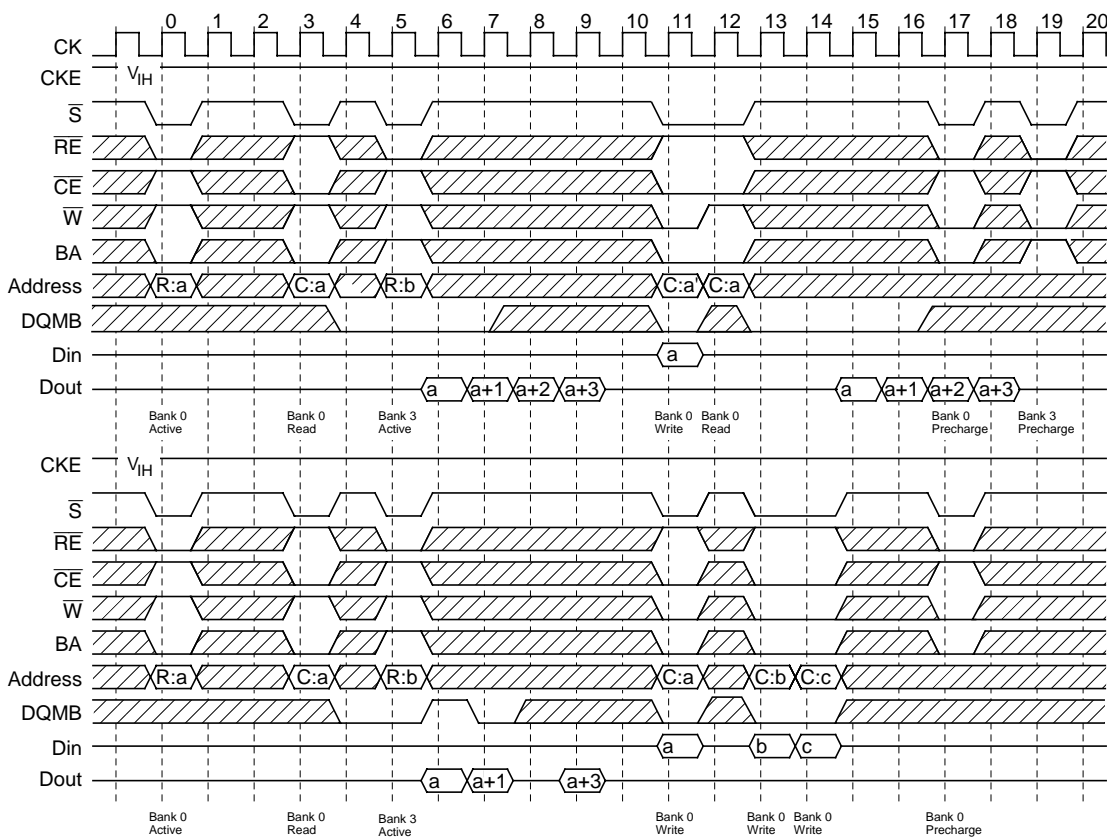 0 1 2 3 4 5 6 7 8 9 10 11 12 13 14 15 16 17 18 19 20
CK
CKE VIH
S
RE
CE
W
BA
Address R:a C:a R:b C:a' C:a
DQMB
Din a
Dout a a+1 a+2 a+3 a a+1 a+2 a+3
Bank 0 Active Bank 0 Read Bank 3 Active Bank 0 Write Bank 0 Read Bank 0 Precharge Bank 3 Precharge
CKE VIH
S
RE
CE
W
BA
Address R:a C:a R:b C:a C:b C:c
DQMB
Din a b c
Dout a a+1 a+3
Bank 0 Active Bank 0 Read Bank 3 Active Bank 0 Write Bank 0 Write Bank 0 Write Bank 0 Precharge